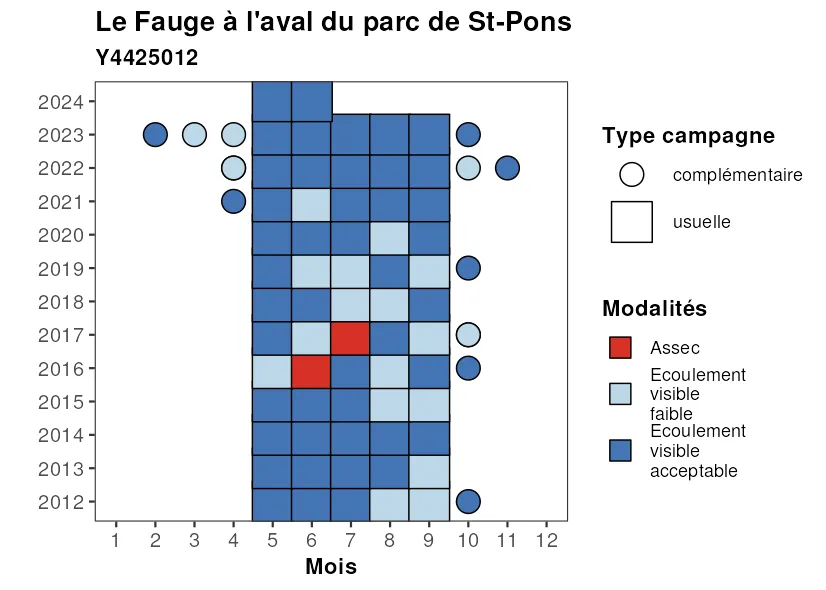 Le Fauge à l'aval du parc de St-Pons
Y4425012
2024
2023
2022
2021
2020
2019
2018
2017
2016
2015
2014
2013
2012
1 2 3 4 5 6 7 8 9 10 11 12
Mois
Type campagne
complémentaire
usuelle
Modalités
Assec
Ecoulement
visible
faible
Ecoulement
visible
acceptable